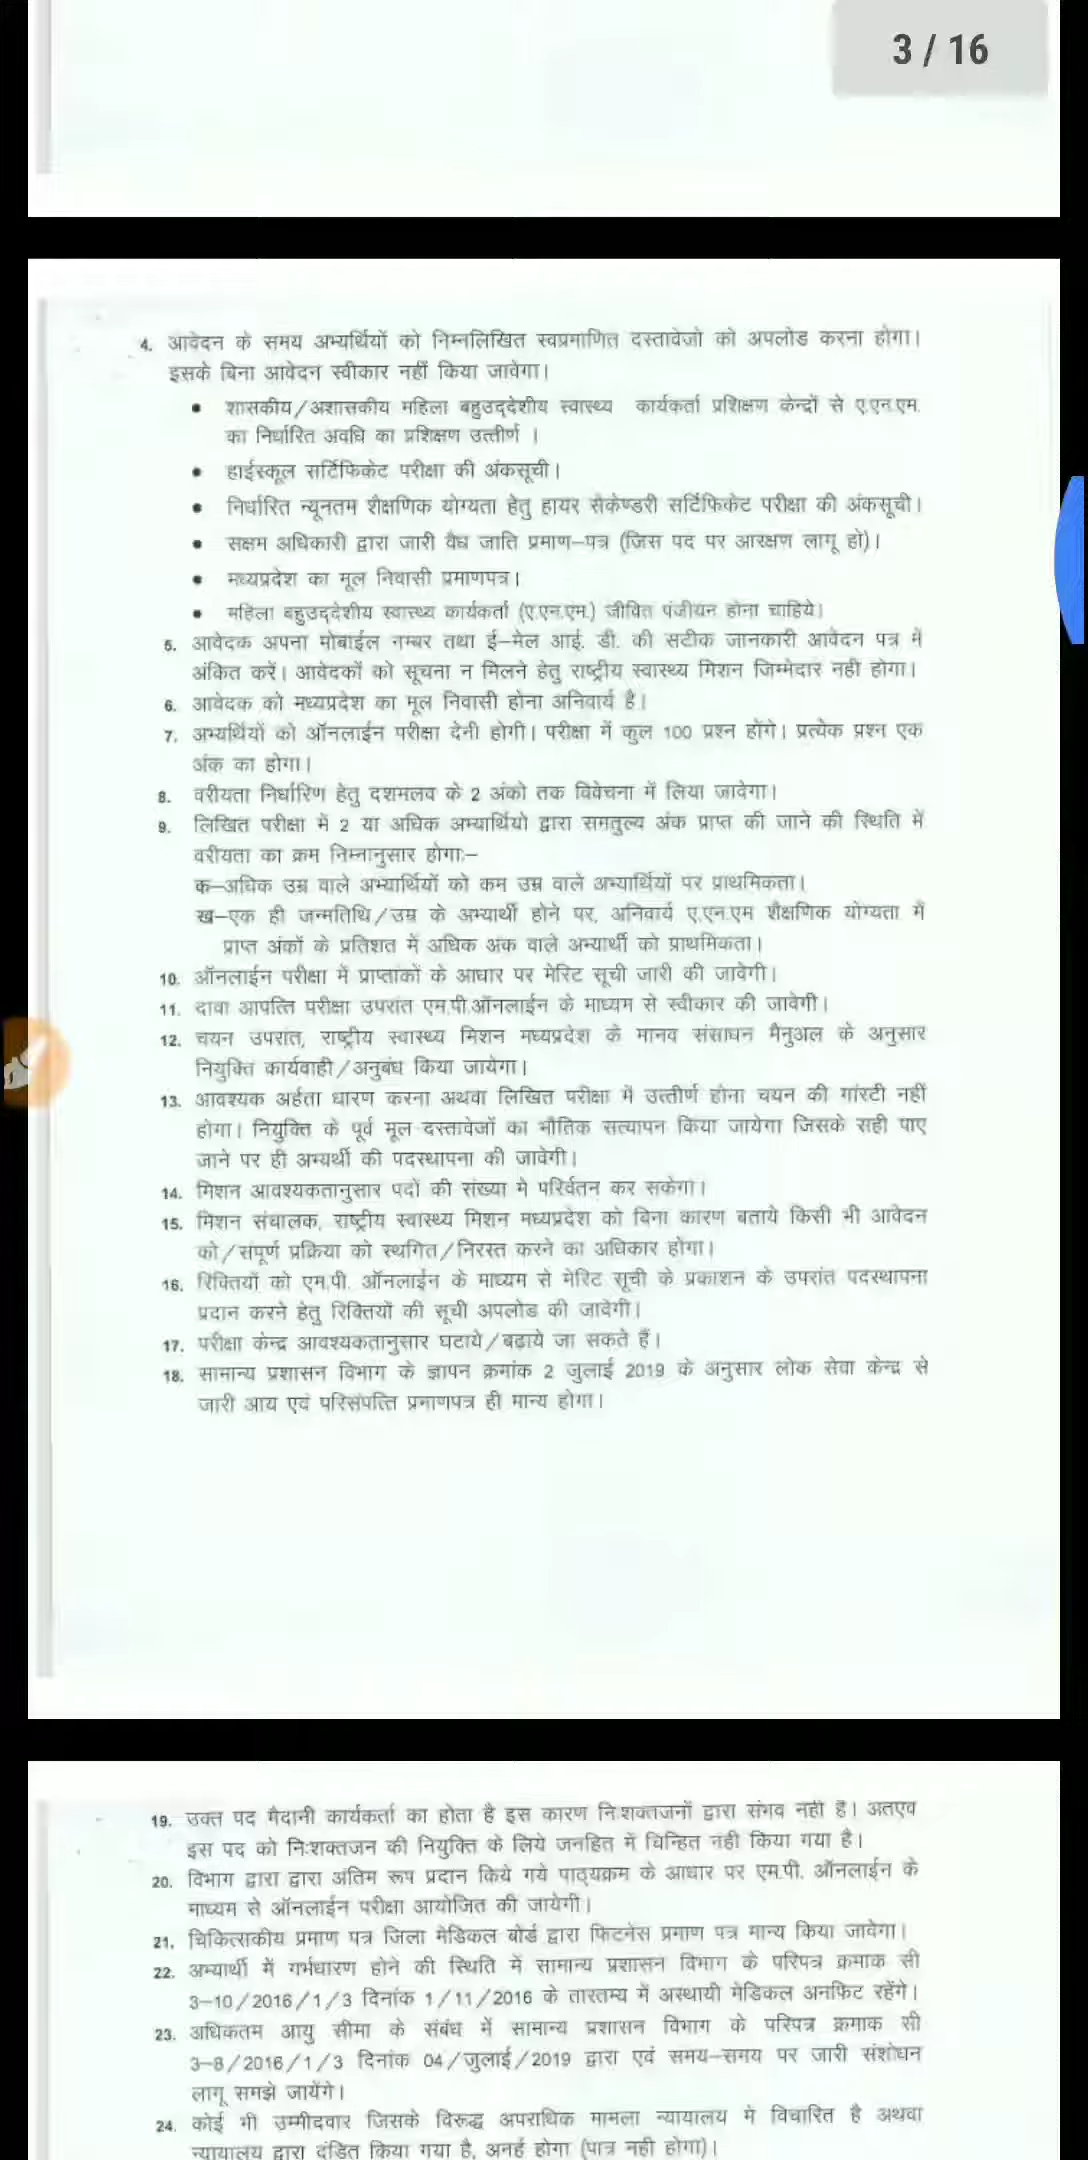 3 / 16
4. आवेदन के समय अभ्यर्थियों को निम्नलिखित स्वप्रमाणित दस्तावेजो को अपलोड करना होगा।
इसके बिना आवेदन स्वीकार नहीं किया जावेगा।
• शासकीय/अशासकीय महिला बहुउद्देशीय स्वास्थ्य कार्यकर्ता प्रशिक्षण केन्द्रों से ए.एन.एम.
का निर्धारित अवधि का प्रशिक्षण उत्तीर्ण ।
• हाईस्कूल सर्टिफिकेट परीक्षा की अंकसूची।
• निर्धारित न्यूनतम शैक्षणिक योग्यता हेतु हायर सेकेण्डरी सर्टिफिकेट परीक्षा की अंकसूची।
• सक्षम अधिकारी द्वारा जारी वैध जाति प्रमाण–पत्र (जिस पद पर आरक्षण लागू हो)।
• मध्यप्रदेश का मूल निवासी प्रमाणपत्र।
• महिला बहुउद्देशीय स्वास्थ्य कार्यकर्ता (ए.एन.एम.) जीवित पंजीयन होना चाहिये।
5. आवेदक अपना मोबाईल नम्बर तथा ई–मेल आई. डी. की सटीक जानकारी आवेदन पत्र में
अंकित करें। आवेदकों को सूचना न मिलने हेतु राष्ट्रीय स्वास्थ्य मिशन जिम्मेदार नही होगा।
6. आवेदक को मध्यप्रदेश का मूल निवासी होना अनिवार्य है।
7. अभ्यर्थियों को ऑनलाईन परीक्षा देनी होगी। परीक्षा में कुल 100 प्रश्न होंगे। प्रत्येक प्रश्न एक
अंक का होगा।
8. वरीयता निर्धारिण हेतु दशमलव के 2 अंको तक विवेचना में लिया जावेगा।
9. लिखित परीक्षा में 2 या अधिक अभ्यार्थियो द्वारा समतुल्य अंक प्राप्त की जाने की स्थिति में
वरीयता का क्रम निम्नानुसार होगाः–
क–अधिक उम्र वाले अभ्यार्थियों को कम उम्र वाले अभ्यार्थियों पर प्राथमिकता।
ख–एक ही जन्मतिथि/उम्र के अभ्यार्थी होने पर, अनिवार्य ए.एन.एम शैक्षणिक योग्यता में
प्राप्त अंकों के प्रतिशत में अधिक अंक वाले अभ्यार्थी को प्राथमिकता।
10. ऑनलाईन परीक्षा में प्राप्तांकों के आधार पर मेरिट सूची जारी की जावेगी।
11. दावा आपत्ति परीक्षा उपरांत एम.पी.ऑनलाईन के माध्यम से स्वीकार की जावेगी।
12. चयन उपरांत, राष्ट्रीय स्वास्थ्य मिशन मध्यप्रदेश के मानव संसाधन मैनुअल के अनुसार
नियुक्ति कार्यवाही/अनुबंध किया जायेगा।
13. आवश्यक अर्हता धारण करना अथवा लिखित परीक्षा में उत्तीर्ण होना चयन की गांरटी नहीं
होगा। नियुक्ति के पूर्व मूल दस्तावेजों का भौतिक सत्यापन किया जायेगा जिसके सही पाए
जाने पर ही अभ्यर्थी की पदस्थापना की जावेगी।
14. मिशन आवश्यकतानुसार पदों की संख्या मे परिर्वतन कर सकेगा।
15. मिशन संचालक, राष्ट्रीय स्वास्थ्य मिशन मध्यप्रदेश को बिना कारण बताये किसी भी आवेदन
को/संपूर्ण प्रक्रिया को स्थगित/निरस्त करने का अधिकार होगा।
16. रिक्तियों को एम.पी. ऑनलाईन के माध्यम से मेरिट सूची के प्रकाशन के उपरांत पदस्थापना
प्रदान करने हेतु रिक्तियों की सूची अपलोड की जावेगी।
17. परीक्षा केन्द्र आवश्यकतानुसार घटाये/बढ़ाये जा सकते हैं।
18. सामान्य प्रशासन विभाग के ज्ञापन क्रमांक 2 जुलाई 2019 के अनुसार लोक सेवा केन्द्र से
जारी आय एवं परिसंपत्ति प्रमाणपत्र ही मान्य होगा।
19. उक्त पद मैदानी कार्यकर्ता का होता है इस कारण निःशक्तजनों द्वारा संभव नही है। अतएव
इस पद को निःशक्तजन की नियुक्ति के लिये जनहित में चिन्हित नही किया गया है।
20. विभाग द्वारा द्वारा अंतिम रूप प्रदान किये गये पाठ्यक्रम के आधार पर एम.पी. ऑनलाईन के
माध्यम से ऑनलाईन परीक्षा आयोजित की जायेगी।
21. चिकित्सकीय प्रमाण पत्र जिला मेडिकल बोर्ड द्वारा फिटनेस प्रमाण पत्र मान्य किया जावेगा।
22. अभ्यार्थी में गर्भधारण होने की स्थिति में सामान्य प्रशासन विभाग के परिपत्र क्रमाक सी
3–10/2016/1/3 दिनांक 1/11/2016 के तारतम्य में अस्थायी मेडिकल अनफिट रहेंगे।
23. अधिकतम आयु सीमा के संबंध में सामान्य प्रशासन विभाग के परिपत्र क्रमाक सी
3–8/2016/1/3 दिनांक 04/जुलाई/2019 द्वारा एवं समय–समय पर जारी संशोधन
लागू समझे जायेंगे।
24. कोई भी उम्मीदवार जिसके विरूद्ध अपराधिक मामला न्यायालय मे विचारित है अथवा
न्यायालय द्वारा दंडित किया गया है, अनर्ह होगा (पात्र नही होगा)।